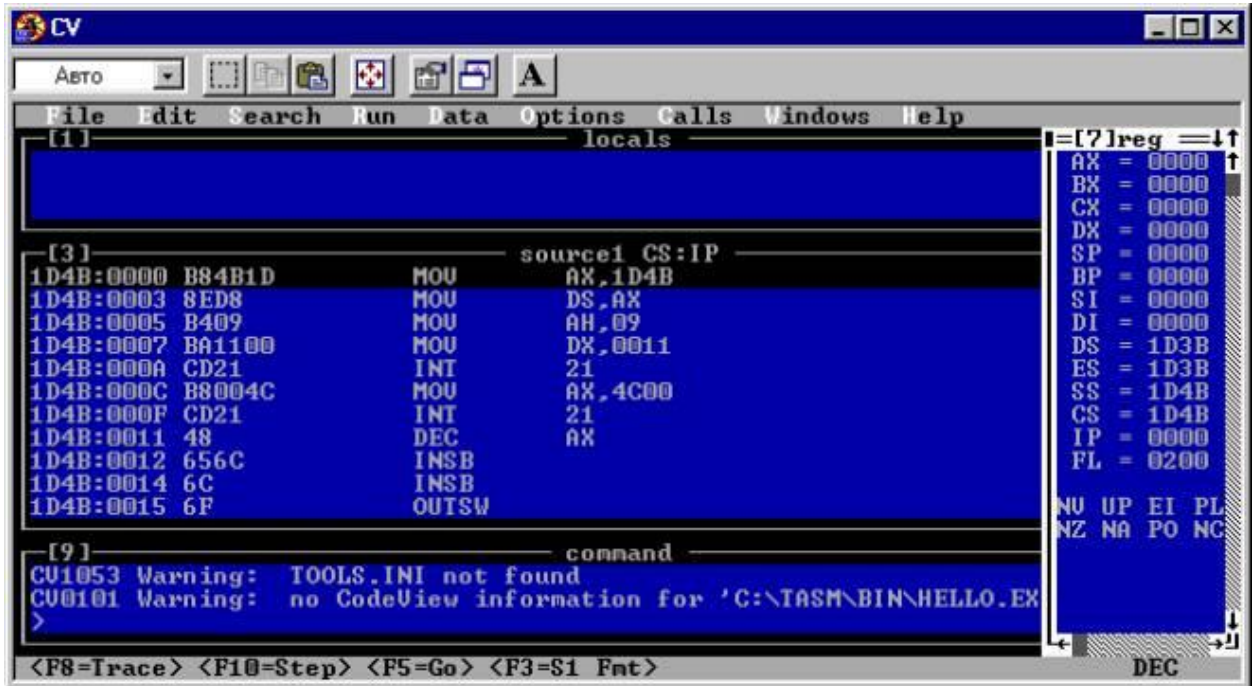 CV
Авто
A
File Edit Search Run Data Options Calls Windows Help
[1] locals
[3] source1 CS:IP
1D4B:0000 B84B1D MOV AX,1D4B
1D4B:0003 8ED8 MOV DS,AX
1D4B:0005 B409 MOV AH,09
1D4B:0007 BA1100 MOV DX,0011
1D4B:000A CD21 INT 21
1D4B:000C B8004C MOV AX,4C00
1D4B:000F CD21 INT 21
1D4B:0011 48 DEC AX
1D4B:0012 656C INSB
1D4B:0014 6C INSB
1D4B:0015 6F OUTSW
[9] command
CV1053 Warning: TOOLS.INI not found
CV0101 Warning: no CodeView information for 'C:\TASM\BIN\HELLO.EX
>
[7]reg
AX = 0000
BX = 0000
CX = 0000
DX = 0000
SP = 0000
BP = 0000
SI = 0000
DI = 0000
DS = 1D3B
ES = 1D3B
SS = 1D4B
CS = 1D4B
IP = 0000
FL = 0200
NV UP EI PL
NZ NA PO NC
<F8=Trace> <F10=Step> <F5=Go> <F3=S1 Fmt> DEC